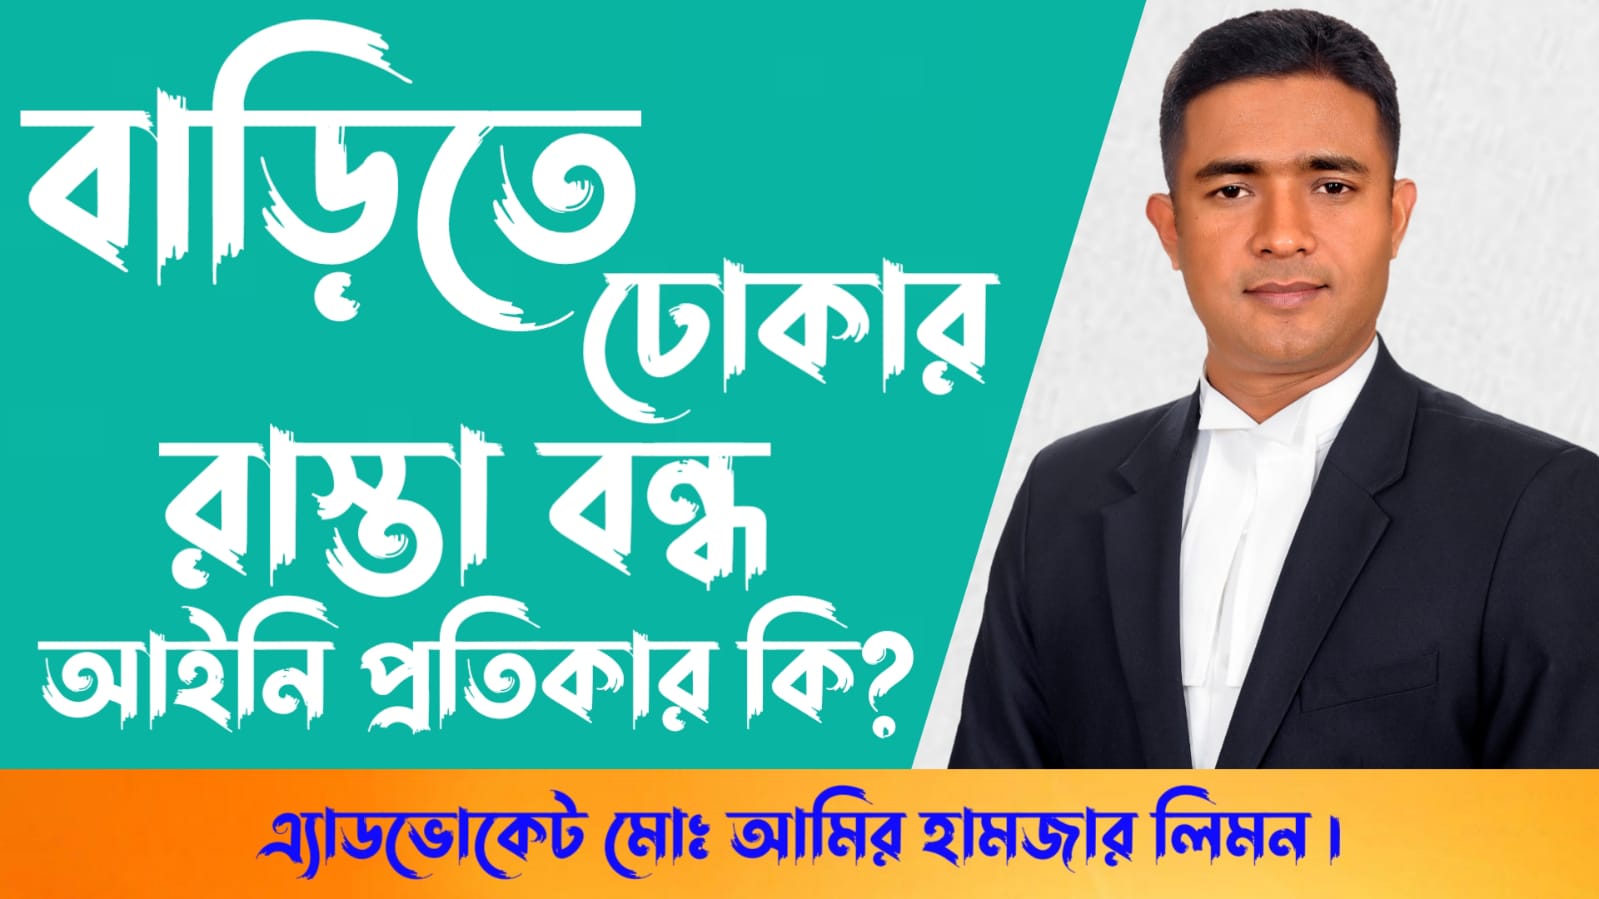 বাড়িতে
ঢোকার
রাস্তা বন্ধ
আইনি প্রতিকার কি?
এ্যাডভোকেট মোঃ আমির হামজার লিমন।